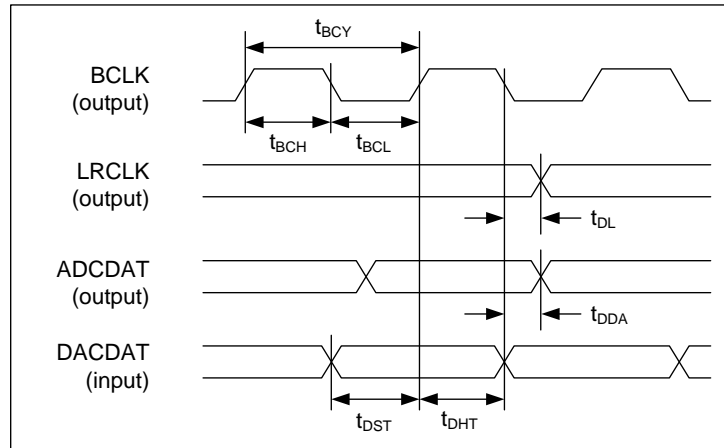 tBCY
BCLK
(output)
tBCH
tBCL
LRCLK
(output)
tDL
ADCDAT
(output)
tDDA
DACDAT
(input)
tDST
tDHT